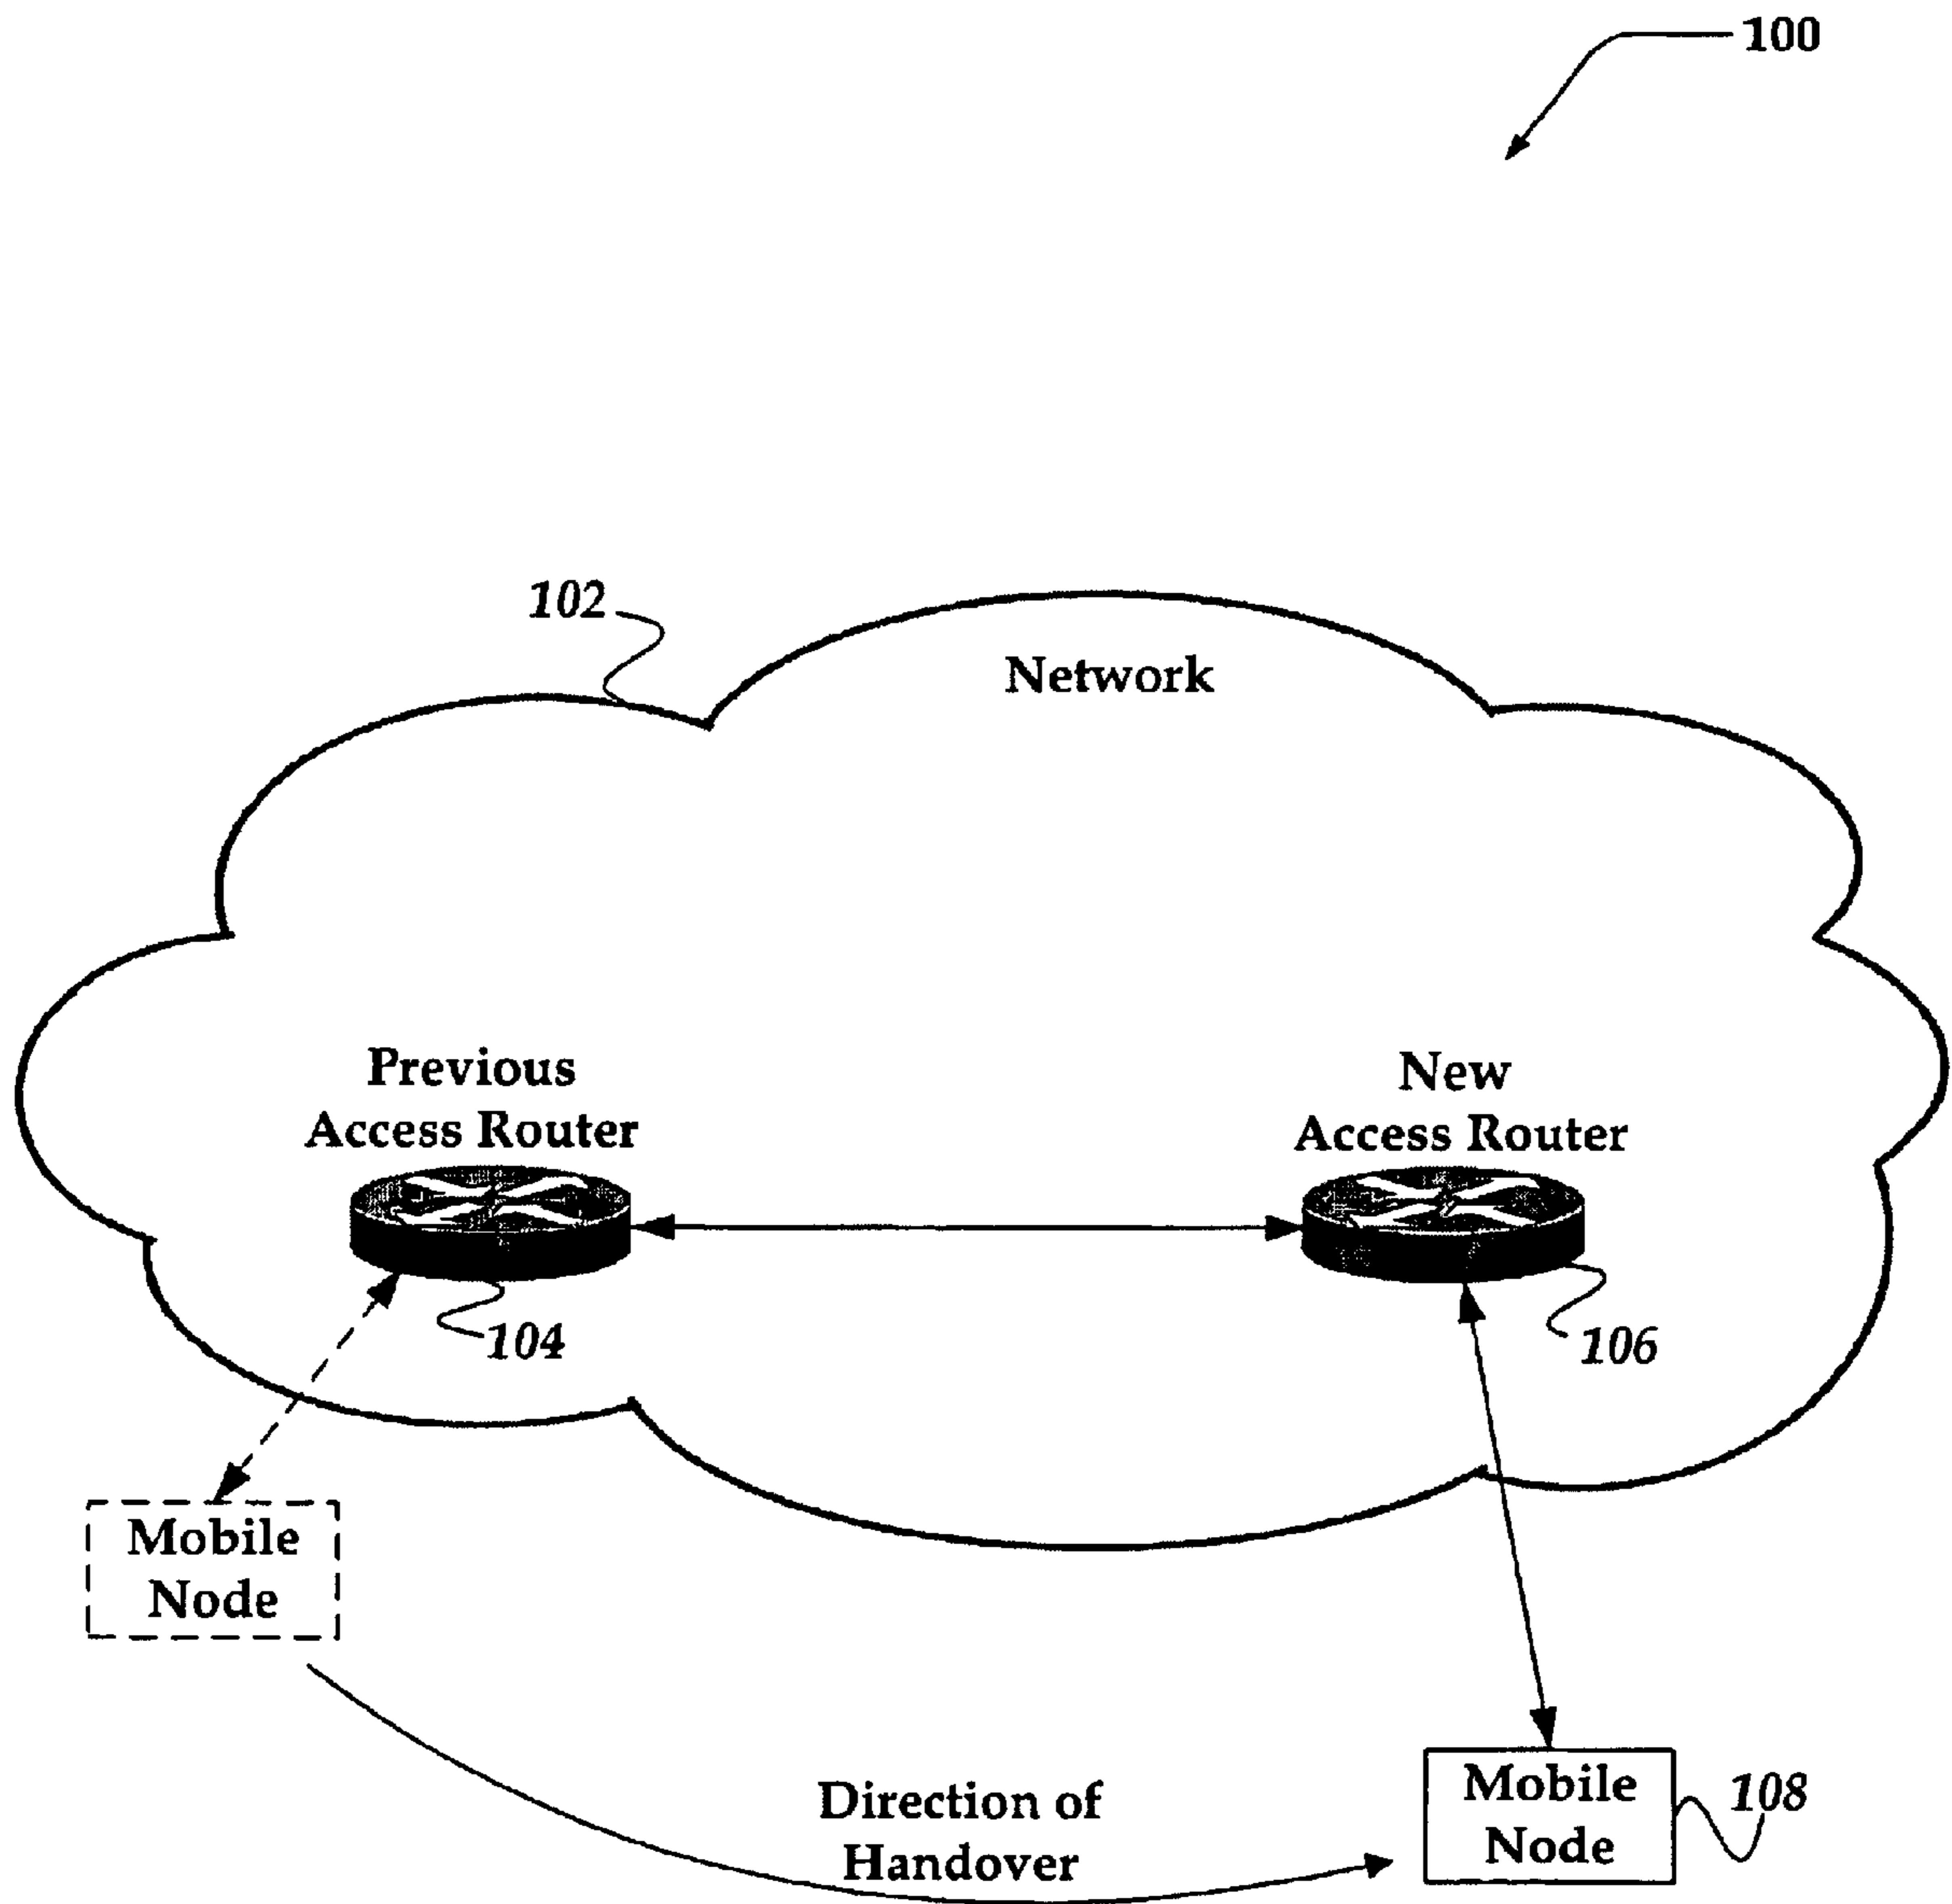 100
102
Network
Previous
Access Router
New
Access Router
104
106
Mobile
Node
Direction of
Handover
Mobile
Node
108